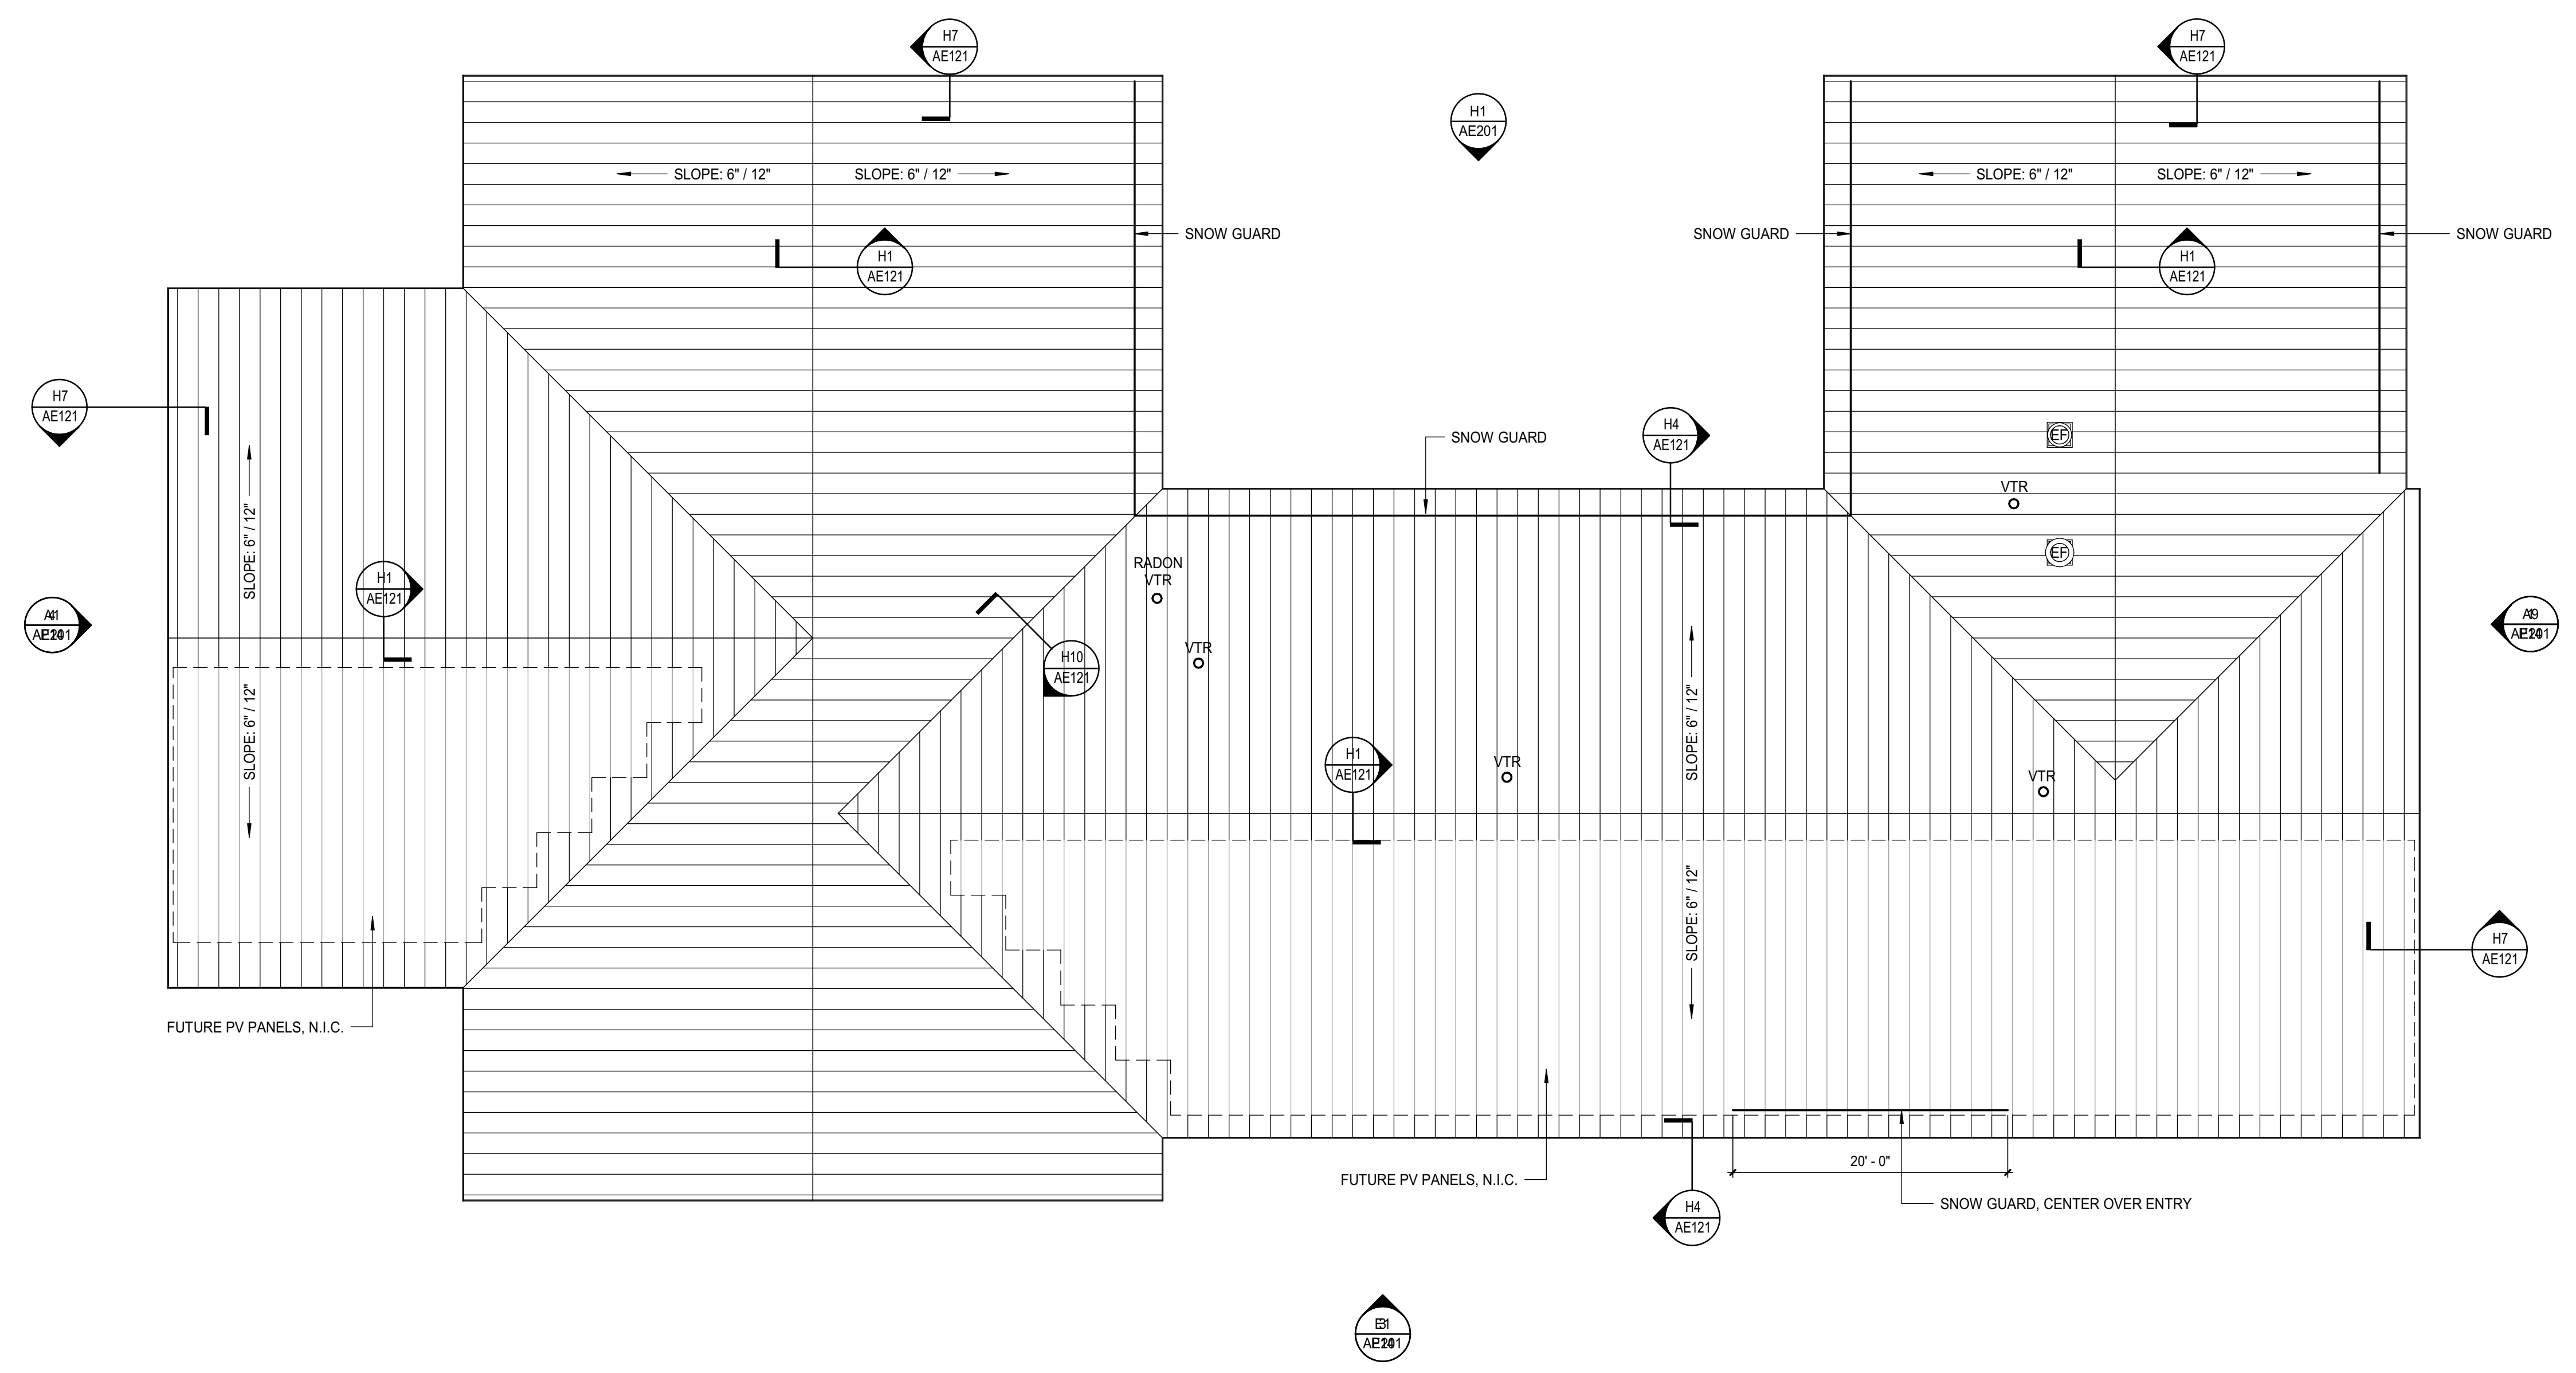 H7
AE121
H7
AE121
H1
AE201
SLOPE: 6" / 12"
SLOPE: 6" / 12"
SLOPE: 6" / 12"
SLOPE: 6" / 12"
SNOW GUARD
SNOW GUARD
SNOW GUARD
H1
AE121
H1
AE121
H7
AE121
SNOW GUARD
H4
AE121
EF
VTR
EF
SLOPE: 6" / 12"
H1
AE121
RADON
VTR
VTR
H10
AE121
SLOPE: 6" / 12"
SLOPE: 6" / 12"
H1
AE121
VTR
VTR
SLOPE: 6" / 12"
H7
AE121
FUTURE PV PANELS, N.I.C.
20' - 0"
FUTURE PV PANELS, N.I.C.
SNOW GUARD, CENTER OVER ENTRY
H4
AE121